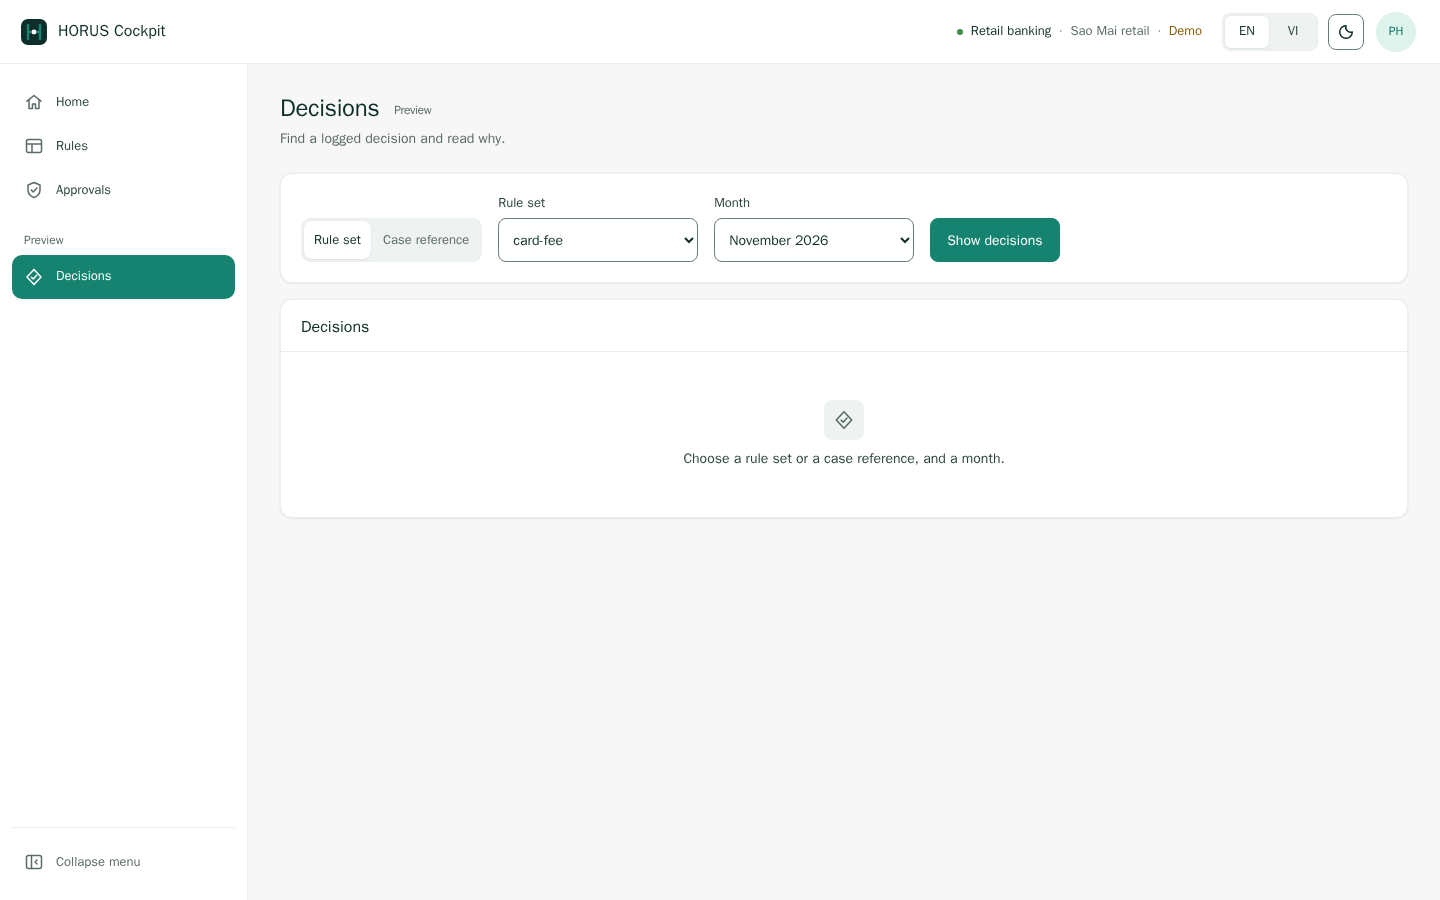 HORUS Cockpit
Retail banking · Sao Mai retail · Demo
EN VI
PH
Home
Rules
Approvals
Preview
Decisions
Collapse menu
Decisions Preview
Find a logged decision and read why.
Rule set Case reference
Rule set
card-fee
Month
November 2026
Show decisions
Decisions
Choose a rule set or a case reference, and a month.